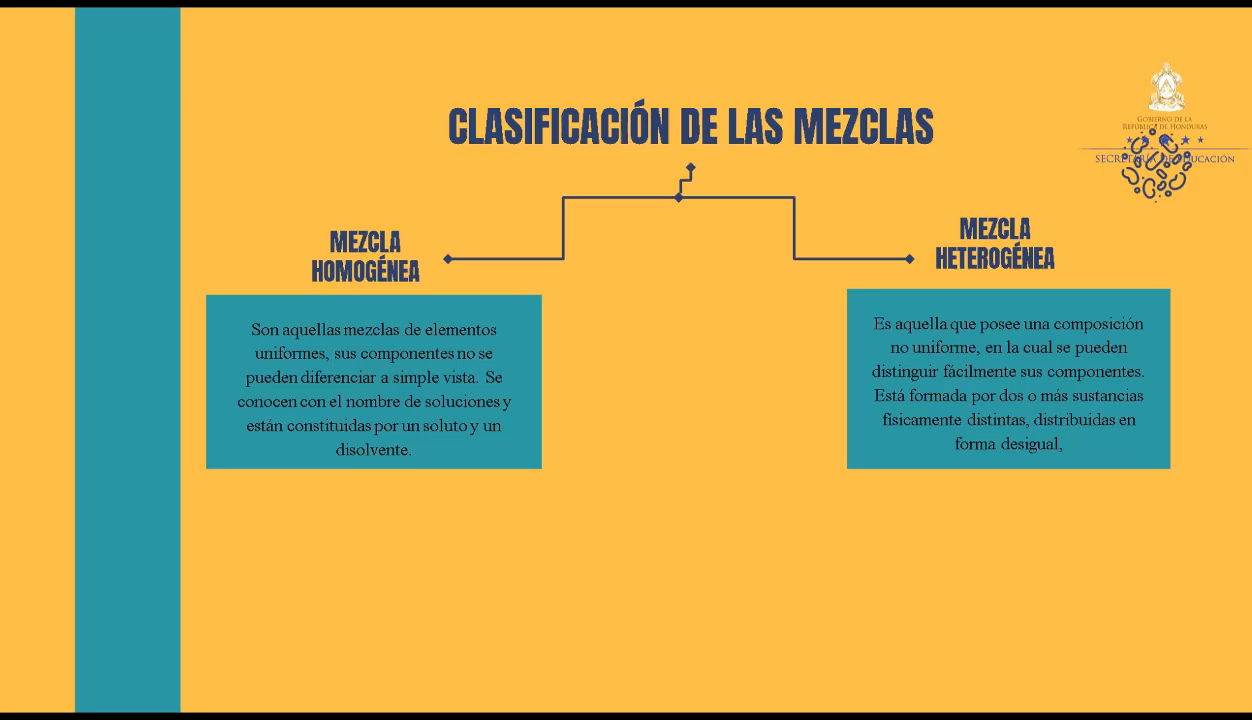 CLASIFICACIÓN DE LAS MEZCLAS
GOBIERNO DE LA
REPÚBLICA DE HONDURAS
SECRETARÍA DE EDUCACIÓN
MEZCLA
HOMOGÉNEA
Son aquellas mezclas de elementos
uniformes, sus componentes no se
pueden diferenciar a simple vista. Se
conocen con el nombre de soluciones y
están constituidas por un soluto y un
disolvente.
MEZCLA
HETEROGÉNEA
Es aquella que posee una composición
no uniforme, en la cual se pueden
distinguir fácilmente sus componentes.
Está formada por dos o más sustancias
físicamente distintas, distribuidas en
forma desigual,